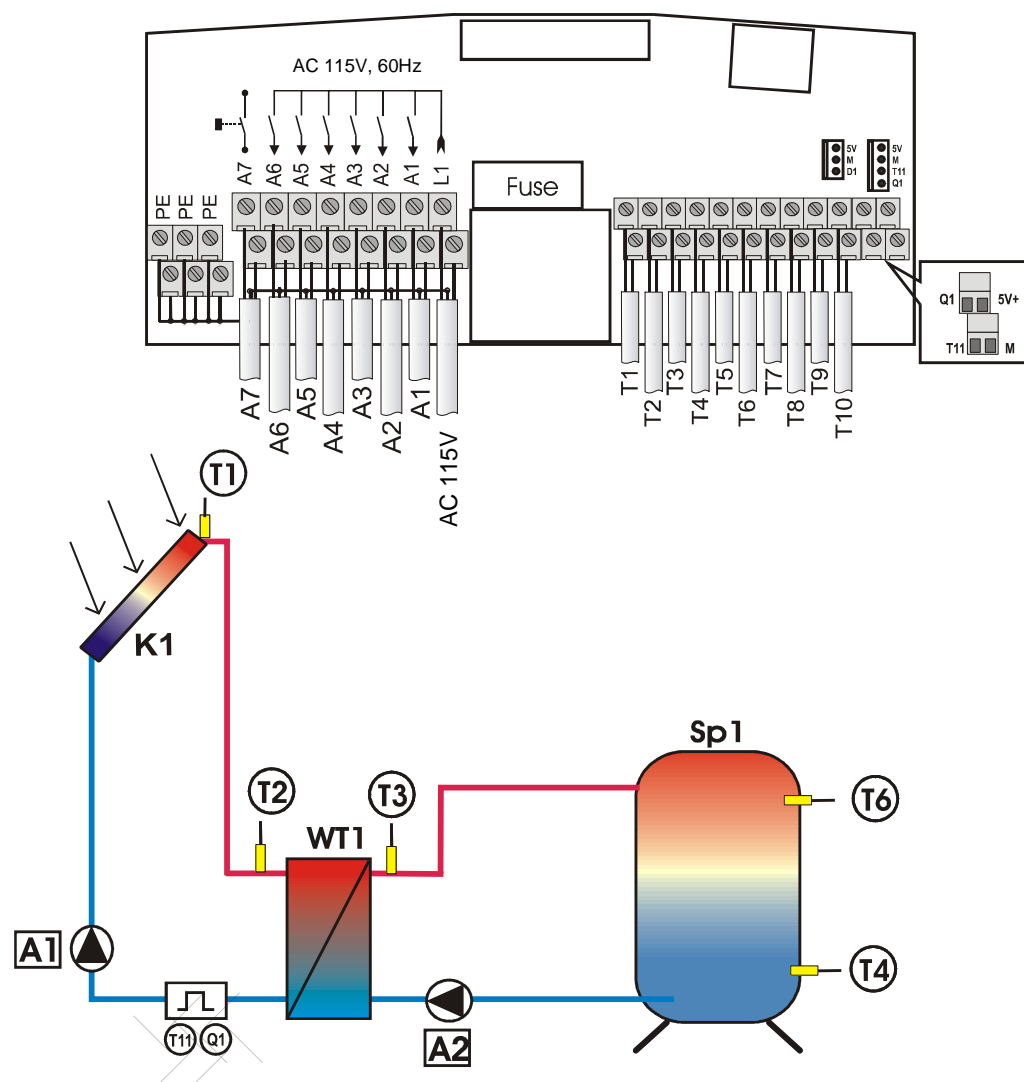 AC 115V, 60Hz
A7 A6 A5 A4 A3 A2 A1 L1
PE PE PE
Fuse
5V
M
D1
5V
M
T11
Q1
Q1 5V+
T11 M
T1 T2 T3 T4 T5 T6 T7 T8 T9 T10
A7 A6 A5 A4 A3 A2 A1 AC 115V
T1
K1
Sp1
T2
T3
T6
WT1
A1
T4
T11 Q1
A2